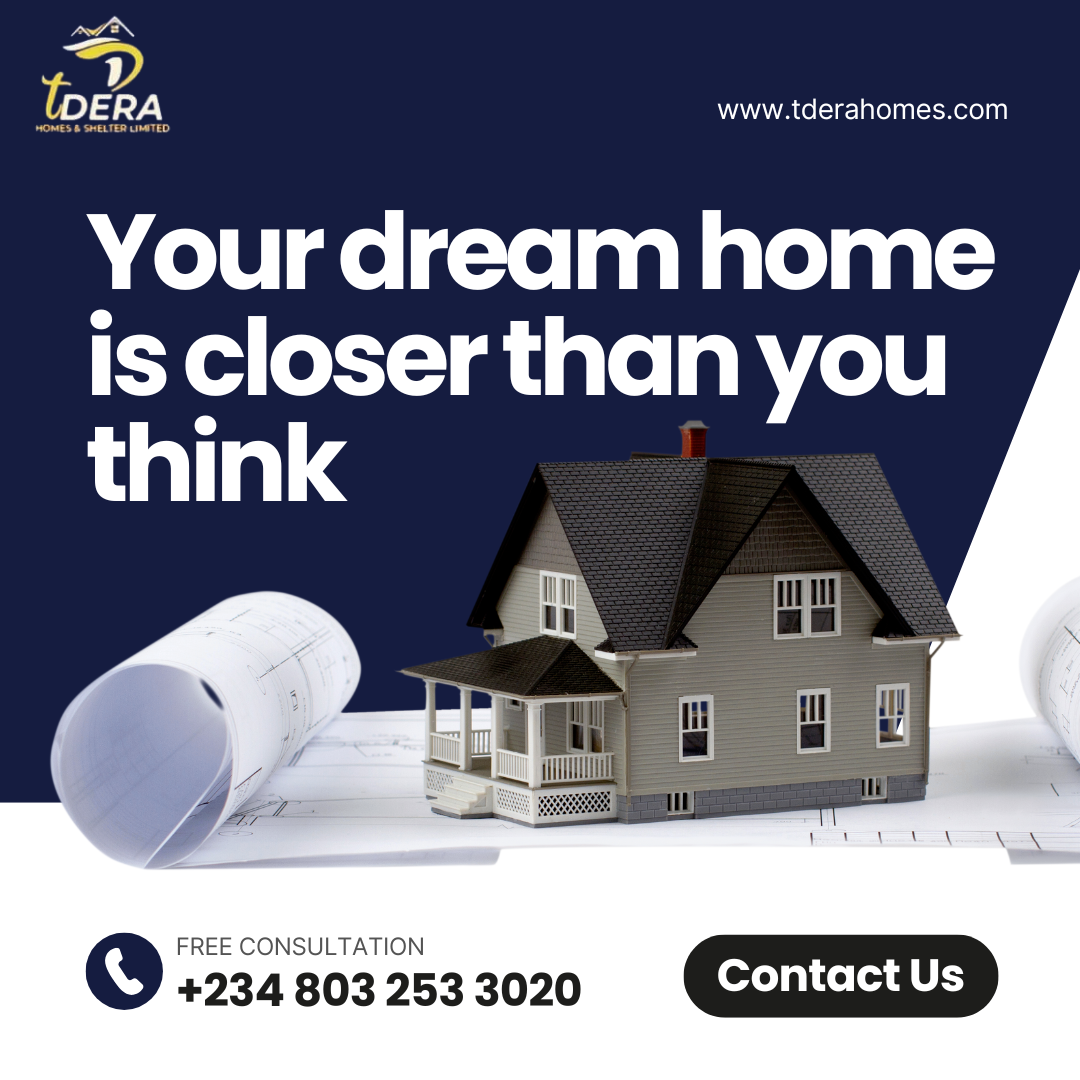 tDERA
HOMES & SHELTER LIMITED
www.tderahomes.com
Your dream home
is closer than you
think
FREE CONSULTATION
+234 803 253 3020
Contact Us